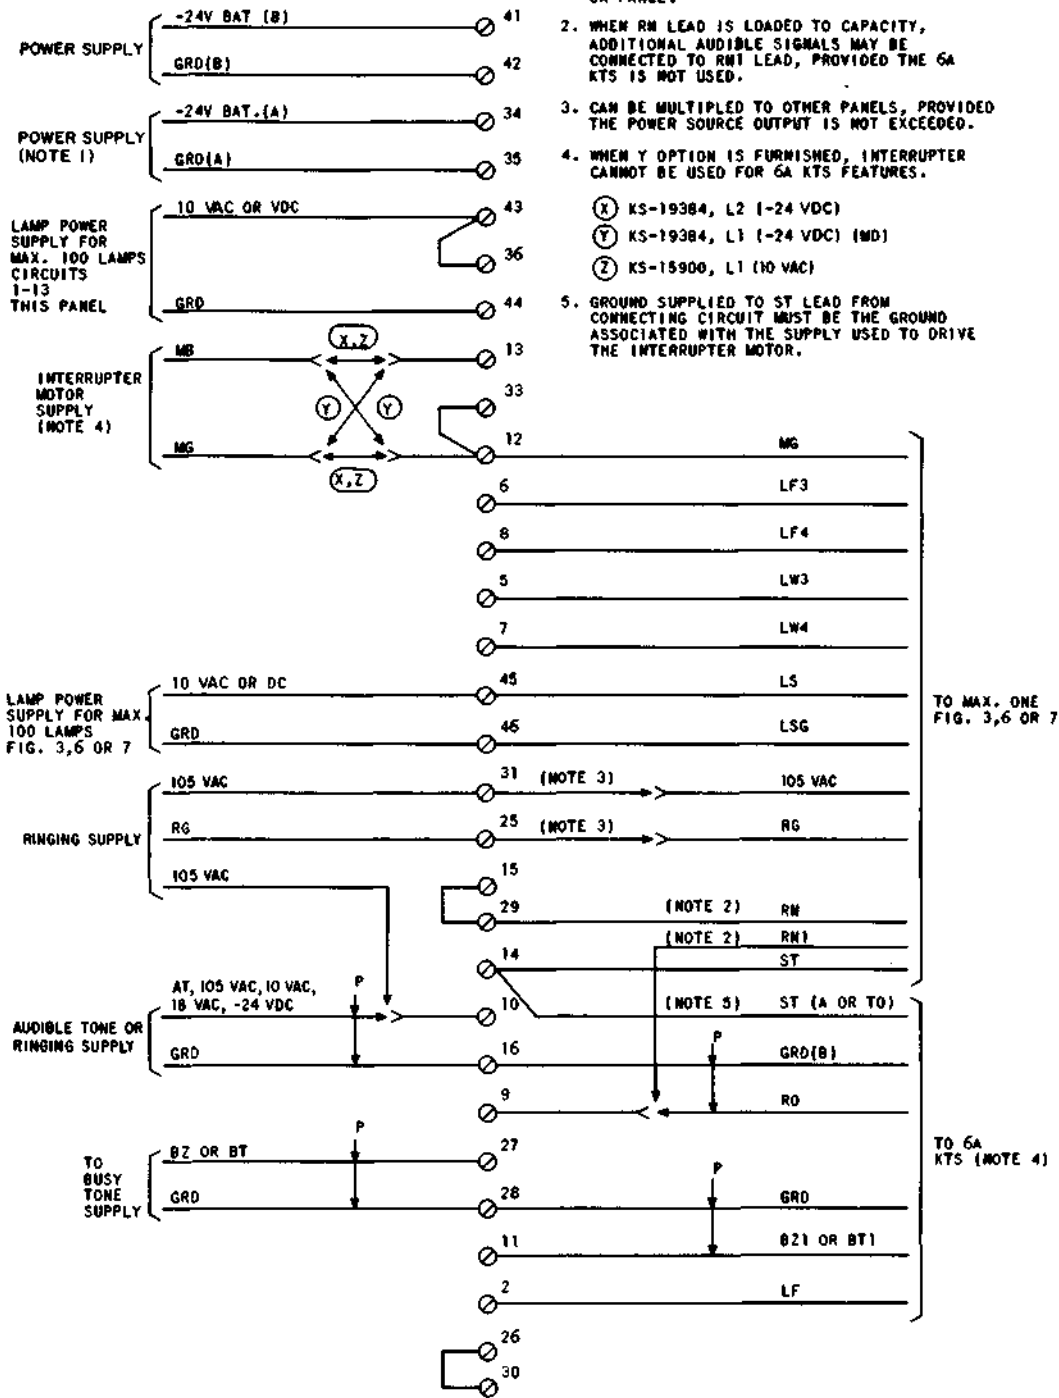 OR PANEL.
2. WHEN RN LEAD IS LOADED TO CAPACITY,
ADDITIONAL AUDIBLE SIGNALS MAY BE
CONNECTED TO RN1 LEAD, PROVIDED THE 6A
KTS IS NOT USED.
3. CAN BE MULTIPLED TO OTHER PANELS, PROVIDED
THE POWER SOURCE OUTPUT IS NOT EXCEEDED.
4. WHEN Y OPTION IS FURNISHED, INTERRUPTER
CANNOT BE USED FOR 6A KTS FEATURES.
X KS-19384, L2 (-24 VDC)
Y KS-19384, L1 (-24 VDC) (MD)
Z KS-15900, L1 (10 VAC)
5. GROUND SUPPLIED TO ST LEAD FROM
CONNECTING CIRCUIT MUST BE THE GROUND
ASSOCIATED WITH THE SUPPLY USED TO DRIVE
THE INTERRUPTER MOTOR.
POWER SUPPLY
-24V BAT (B) 41
GRD(B) 42
POWER SUPPLY
(NOTE 1)
-24V BAT.(A) 34
GRD(A) 35
LAMP POWER
SUPPLY FOR
MAX. 100 LAMPS
CIRCUITS
1-13
THIS PANEL
10 VAC OR VDC 43
36
GRD 44
INTERRUPTER
MOTOR
SUPPLY
(NOTE 4)
X,Z
MB 13
33
Y Y
MG 12 MG
X,Z
6 LF3
8 LF4
5 LW3
7 LW4
LAMP POWER
SUPPLY FOR MAX.
100 LAMPS
FIG. 3,6 OR 7
10 VAC OR DC 45 LS
GRD 46 LSG
TO MAX. ONE
FIG. 3,6 OR 7
RINGING SUPPLY
105 VAC 31 (NOTE 3) 105 VAC
RG 25 (NOTE 3) RG
105 VAC 15
29 (NOTE 2) RN
(NOTE 2) RN1
14 ST
AUDIBLE TONE OR
RINGING SUPPLY
AT, 105 VAC, 10 VAC,
18 VAC, -24 VDC
P
10 (NOTE 5) ST (A OR TO)
GRD 16 P GRD(B)
9 RO
TO
BUSY
TONE
SUPPLY
BZ OR BT P 27
GRD 28 P GRD
11 BZ1 OR BT1
2 LF
TO 6A
KTS (NOTE 4)
26
30